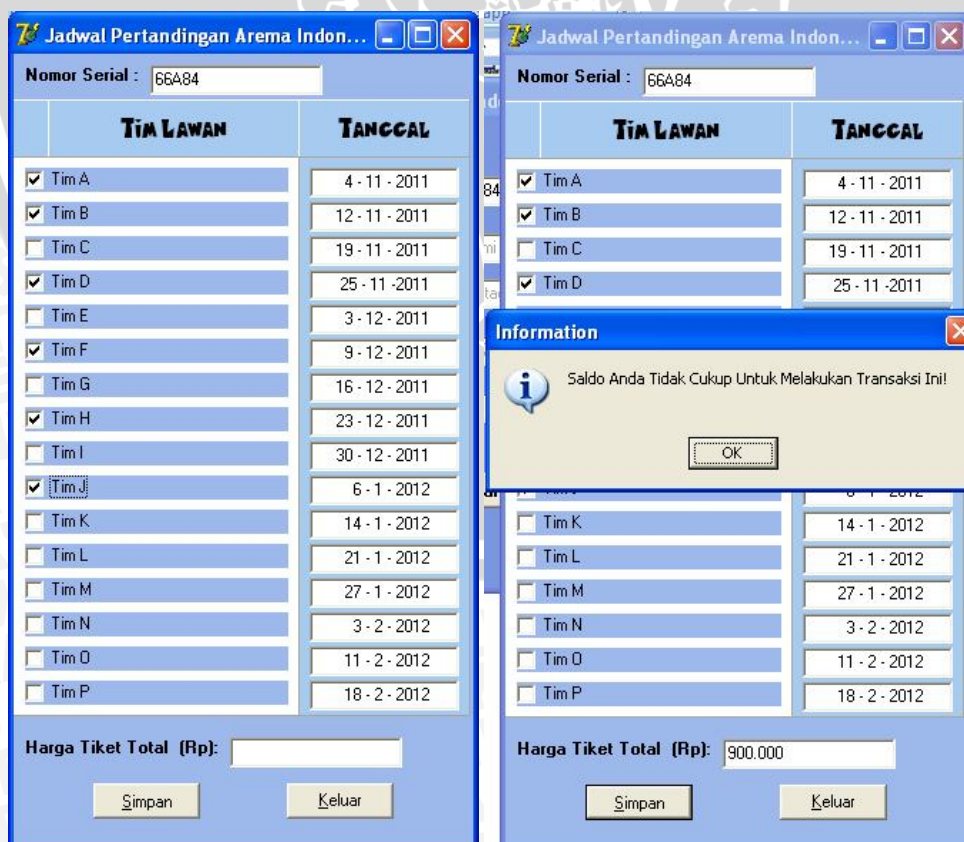 Jadwal Pertandingan Arema Indon...
Nomor Serial : 66A84
TIM LAWAN TANGGAL
Tim A 4 - 11 - 2011
Tim B 12 - 11 - 2011
Tim C 19 - 11 - 2011
Tim D 25 - 11 -2011
Tim E 3 - 12 - 2011
Tim F 9 - 12 - 2011
Tim G 16 - 12 - 2011
Tim H 23 - 12 - 2011
Tim I 30 - 12 - 2011
Tim J 6 - 1 - 2012
Tim K 14 - 1 - 2012
Tim L 21 - 1 - 2012
Tim M 27 - 1 - 2012
Tim N 3 - 2 - 2012
Tim O 11 - 2 - 2012
Tim P 18 - 2 - 2012
Harga Tiket Total (Rp):
Simpan Keluar
Jadwal Pertandingan Arema Indon...
Nomor Serial : 66A84
TIM LAWAN TANGGAL
Tim A 4 - 11 - 2011
Tim B 12 - 11 - 2011
Tim C 19 - 11 - 2011
Tim D 25 - 11 -2011
Information
Saldo Anda Tidak Cukup Untuk Melakukan Transaksi Ini!
OK
Tim K 14 - 1 - 2012
Tim L 21 - 1 - 2012
Tim M 27 - 1 - 2012
Tim N 3 - 2 - 2012
Tim O 11 - 2 - 2012
Tim P 18 - 2 - 2012
Harga Tiket Total (Rp): 900.000
Simpan Keluar